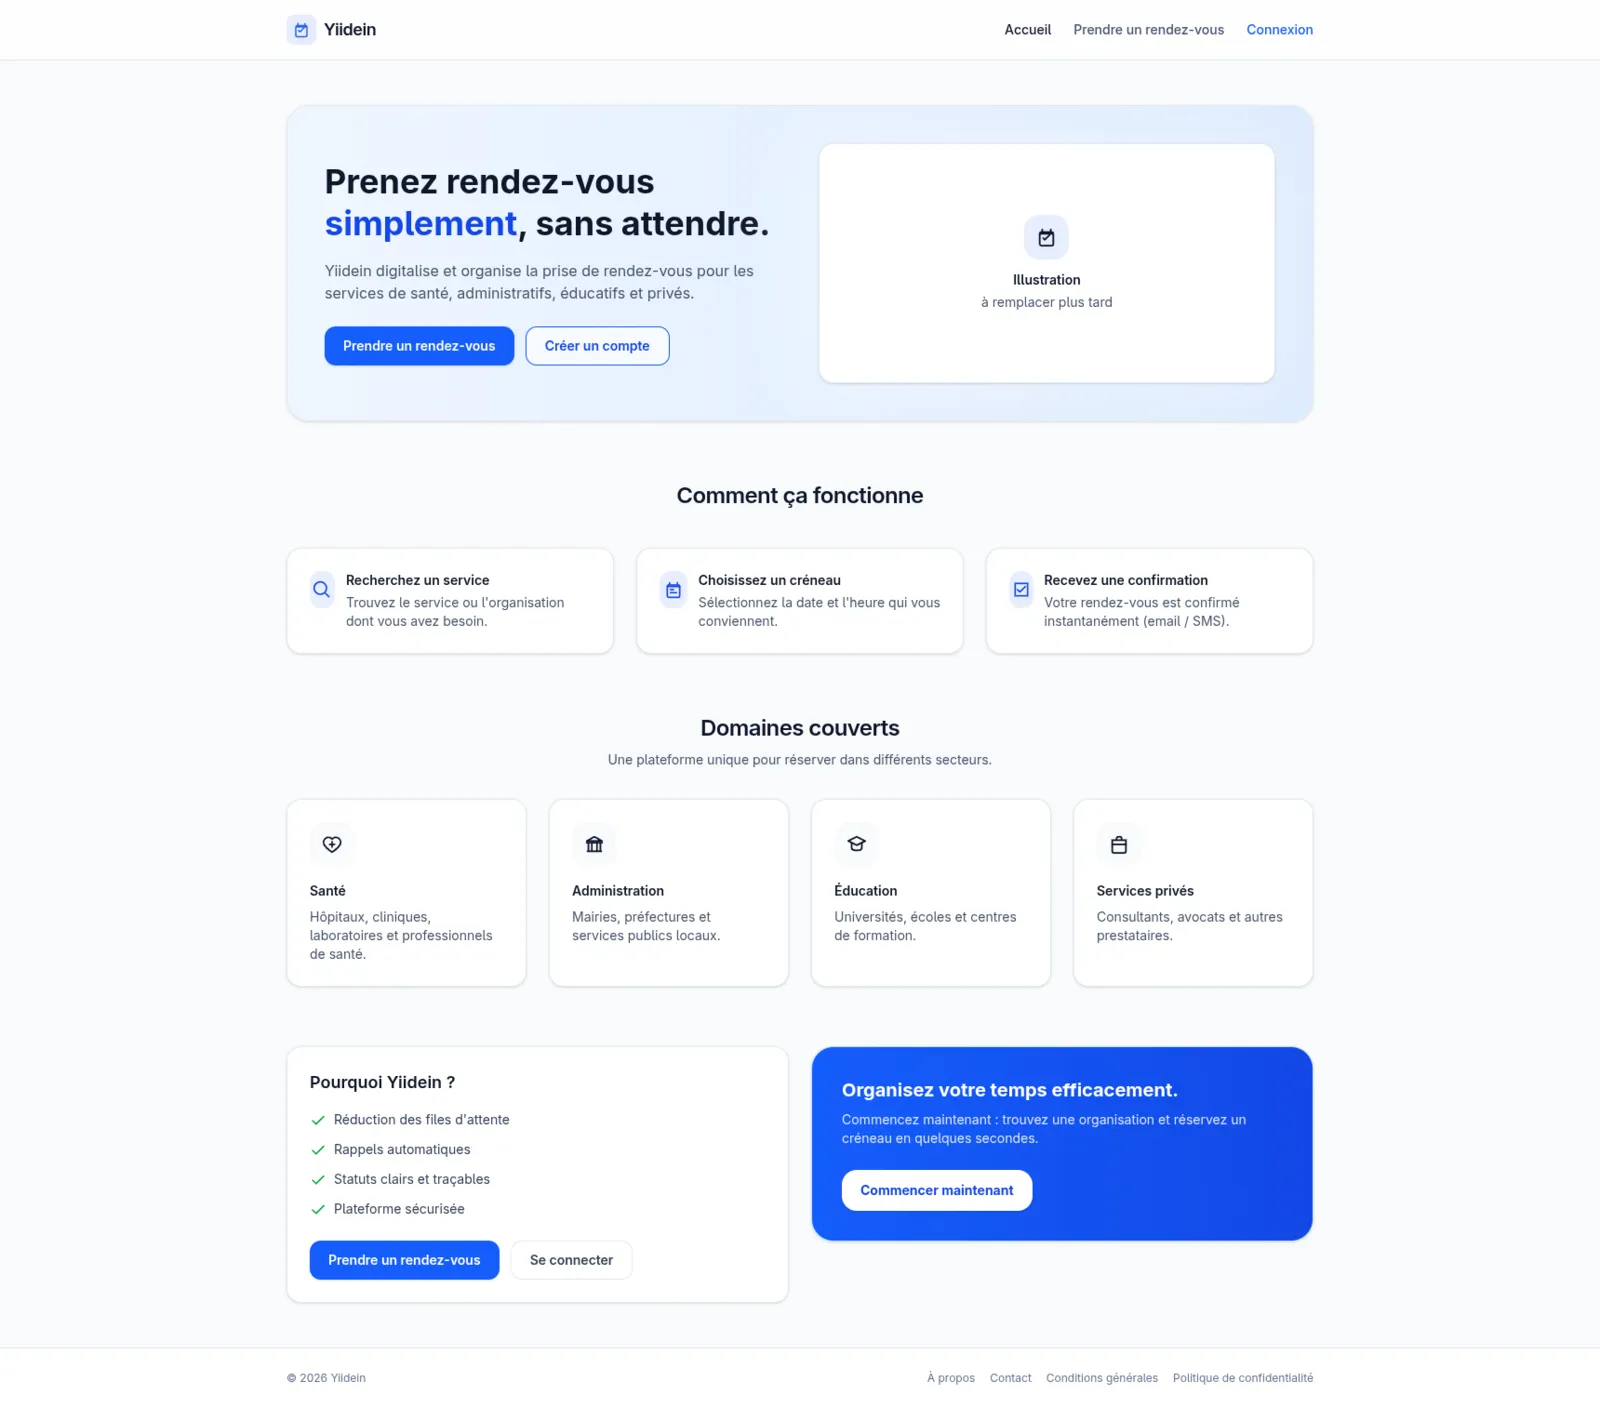 Yiidein
Accueil
Prendre un rendez-vous
Connexion
Prenez rendez-vous
simplement, sans attendre.
Yiidein digitalise et organise la prise de rendez-vous pour les
services de santé, administratifs, éducatifs et privés.
Prendre un rendez-vous
Créer un compte
Illustration
à remplacer plus tard
Comment ça fonctionne
Recherchez un service
Trouvez le service ou l'organisation
dont vous avez besoin.
Choisissez un créneau
Sélectionnez la date et l'heure qui vous
conviennent.
Recevez une confirmation
Votre rendez-vous est confirmé
instantanément (email / SMS).
Domaines couverts
Une plateforme unique pour réserver dans différents secteurs.
Santé
Hôpitaux, cliniques,
laboratoires et professionnels
de santé.
Administration
Mairies, préfectures et
services publics locaux.
Éducation
Universités, écoles et centres
de formation.
Services privés
Consultants, avocats et autres
prestataires.
Pourquoi Yiidein ?
Réduction des files d'attente
Rappels automatiques
Statuts clairs et traçables
Plateforme sécurisée
Prendre un rendez-vous
Se connecter
Organisez votre temps efficacement.
Commencez maintenant : trouvez une organisation et réservez un
créneau en quelques secondes.
Commencer maintenant
© 2026 Yiidein
À propos
Contact
Conditions générales
Politique de confidentialité